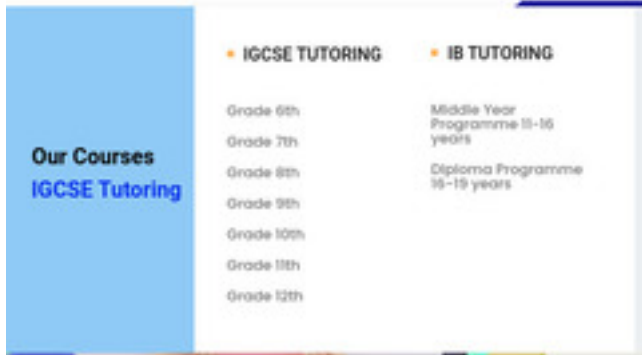 Our Courses
IGCSE Tutoring
IGCSE TUTORING
Grade 6th
Grade 7th
Grade 8th
Grade 9th
Grade 10th
Grade 11th
Grade 12th
IB TUTORING
Middle Year
Programme 11-16
years
Diploma Programme
16-19 years